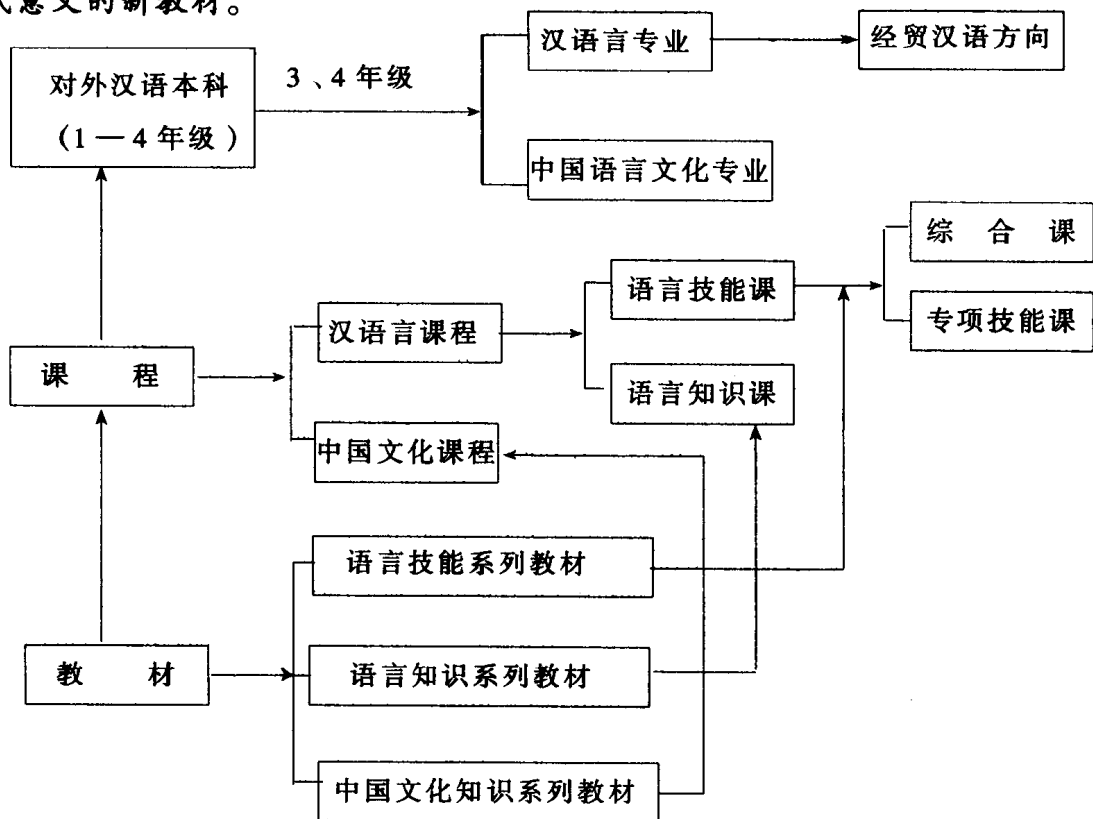 意义的新教材。
汉语言专业
经贸汉语方向
对外汉语本科
(1—4年级)
3、4年级
中国语言文化专业
综合课
语言技能课
专项技能课
汉语言课程
课程
语言知识课
中国文化课程
语言技能系列教材
教材
语言知识系列教材
中国文化知识系列教材